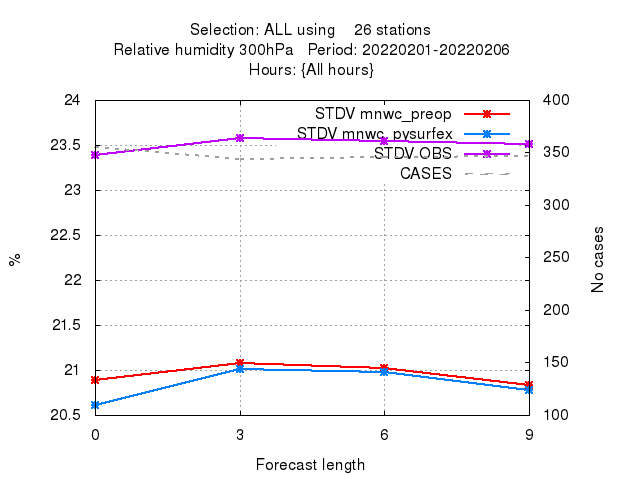 Selection: ALL using    26 stations
Relative humidity 300hPa   Period: 20220201-20220206
Hours: {All hours}
24
23.5
23
22.5
22
21.5
21
20.5
%
400
350
300
250
200
150
100
No cases
STDV mnwc_preop
STDV mnwc_pysurfex
STDV OBS
CASES
0 3 6 9
Forecast length